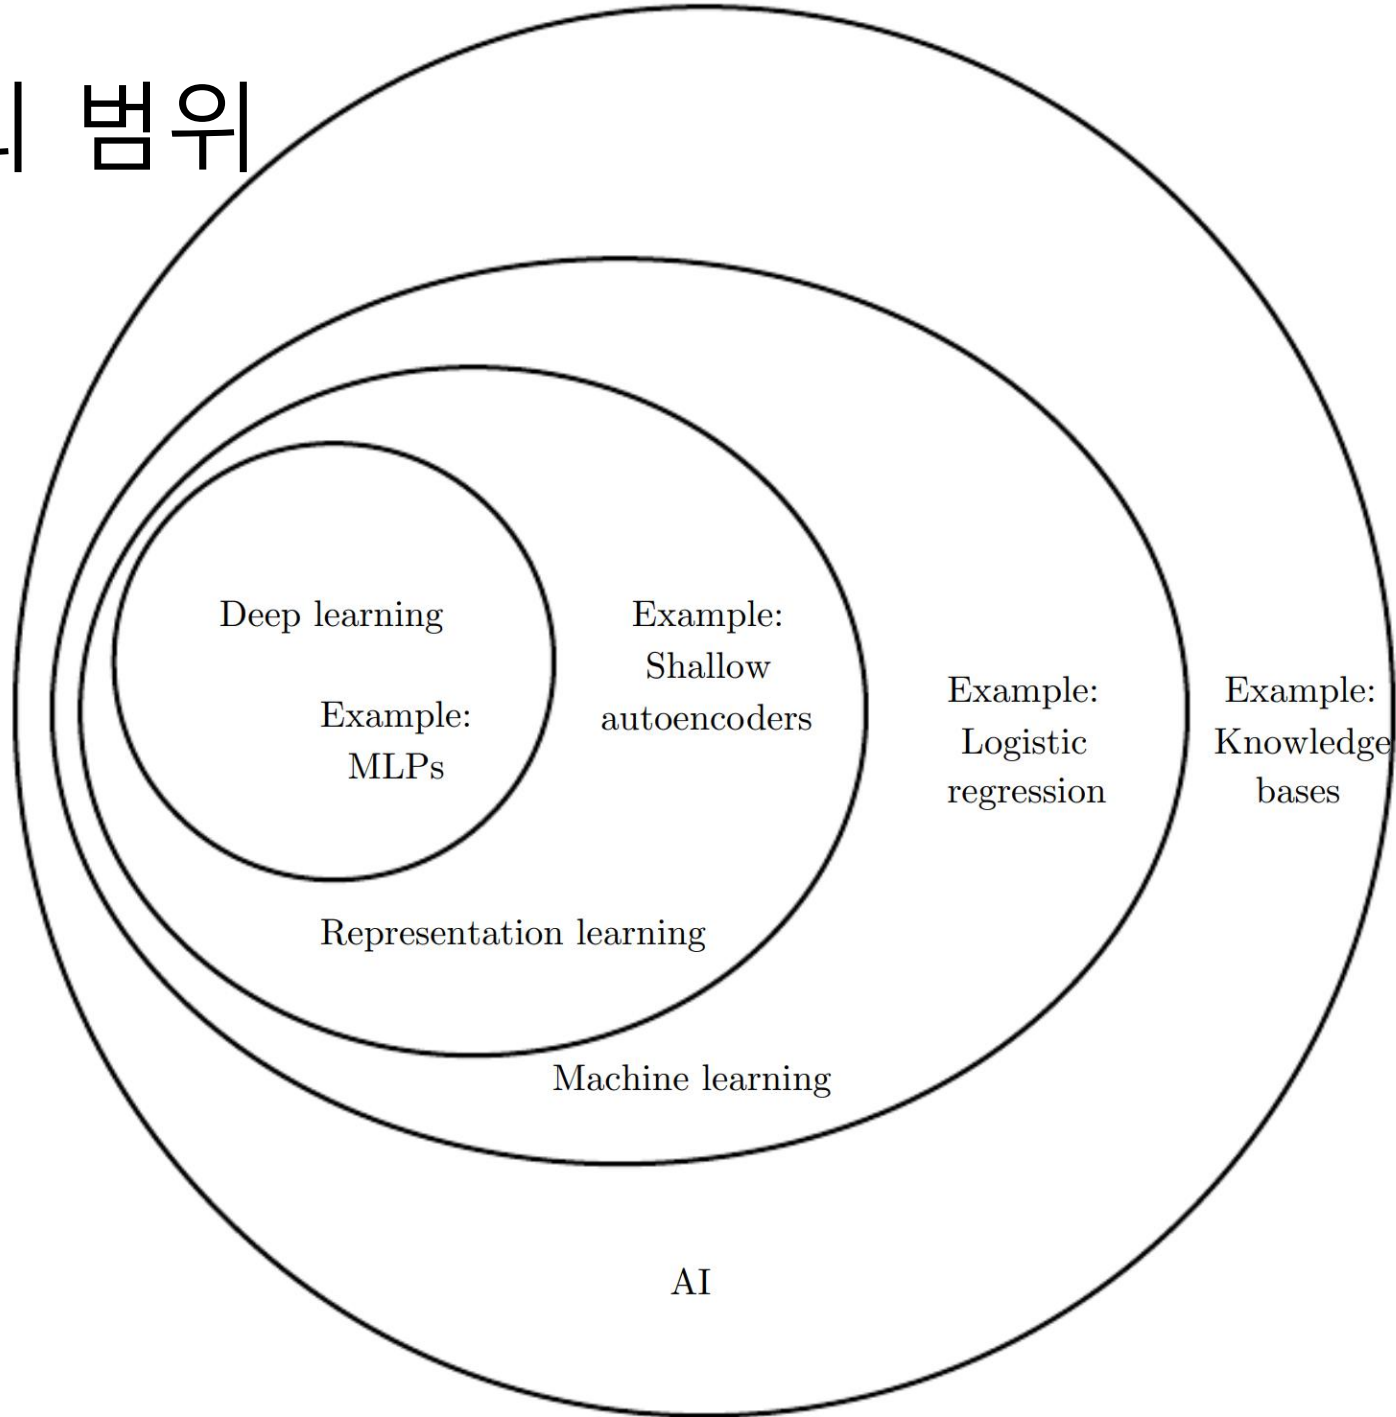 범위
Deep learning
Example:
MLPs
Example:
Shallow
autoencoders
Example:
Logistic
regression
Example:
Knowledge
bases
Representation learning
Machine learning
AI